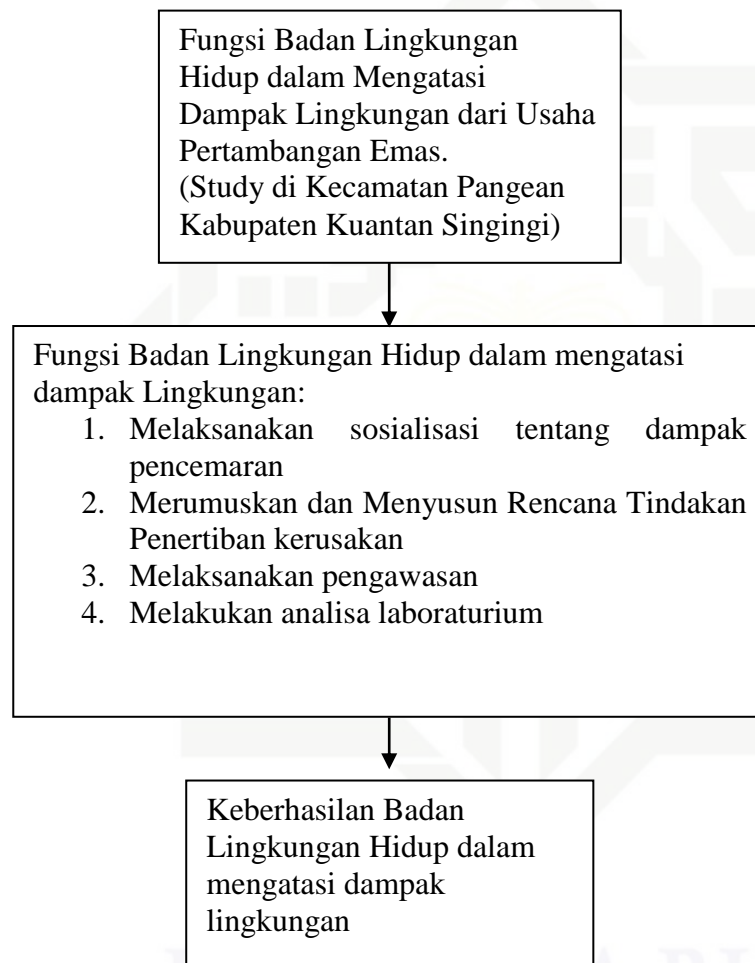 Fungsi Badan Lingkungan
Hidup dalam Mengatasi
Dampak Lingkungan dari Usaha
Pertambangan Emas.
(Study di Kecamatan Pangean
Kabupaten Kuantan Singingi)
Fungsi Badan Lingkungan Hidup dalam mengatasi
dampak Lingkungan:
1. Melaksanakan sosialisasi tentang dampak
pencemaran
2. Merumuskan dan Menyusun Rencana Tindakan
Penertiban kerusakan
3. Melaksanakan pengawasan
4. Melakukan analisa laboraturium
Keberhasilan Badan
Lingkungan Hidup dalam
mengatasi dampak
lingkungan